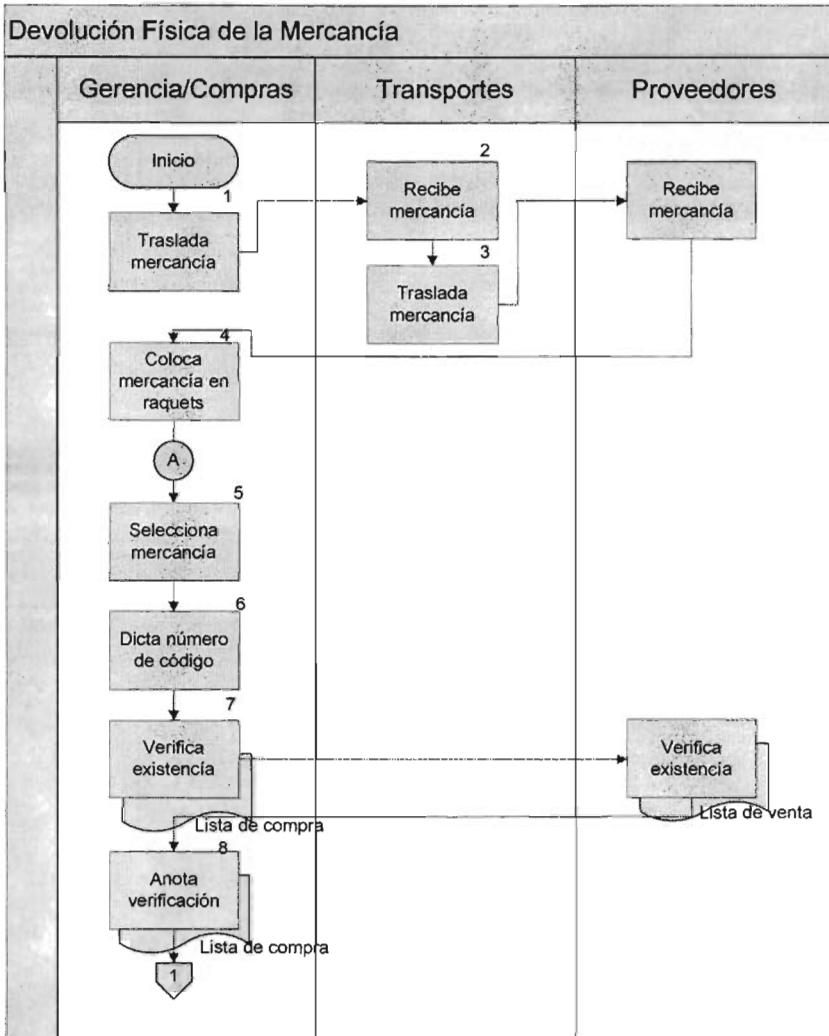 Devolución Física de la Mercancía
Gerencia/Compras
Transportes
Proveedores
Inicio
1
Traslada
mercancía
2
Recibe
mercancía
Recibe
mercancía
3
Traslada
mercancía
4
Coloca
mercancía en
raquets
A
5
Selecciona
mercancía
6
Dicta número
de código
7
Verifica
existencia
Lista de compra
Verifica
existencia
Lista de venta
8
Anota
verificación
Lista de compra
1